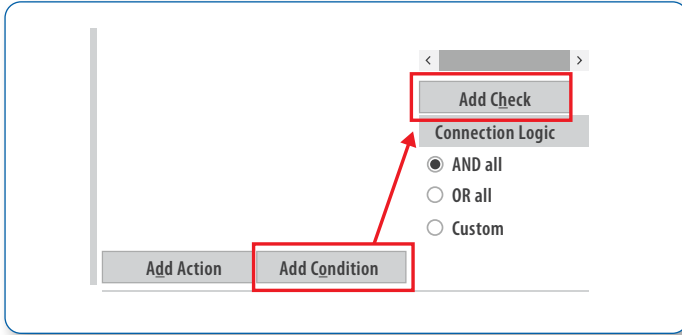 Add Check
Connection Logic
AND all
OR all
Custom
Add Action
Add Condition